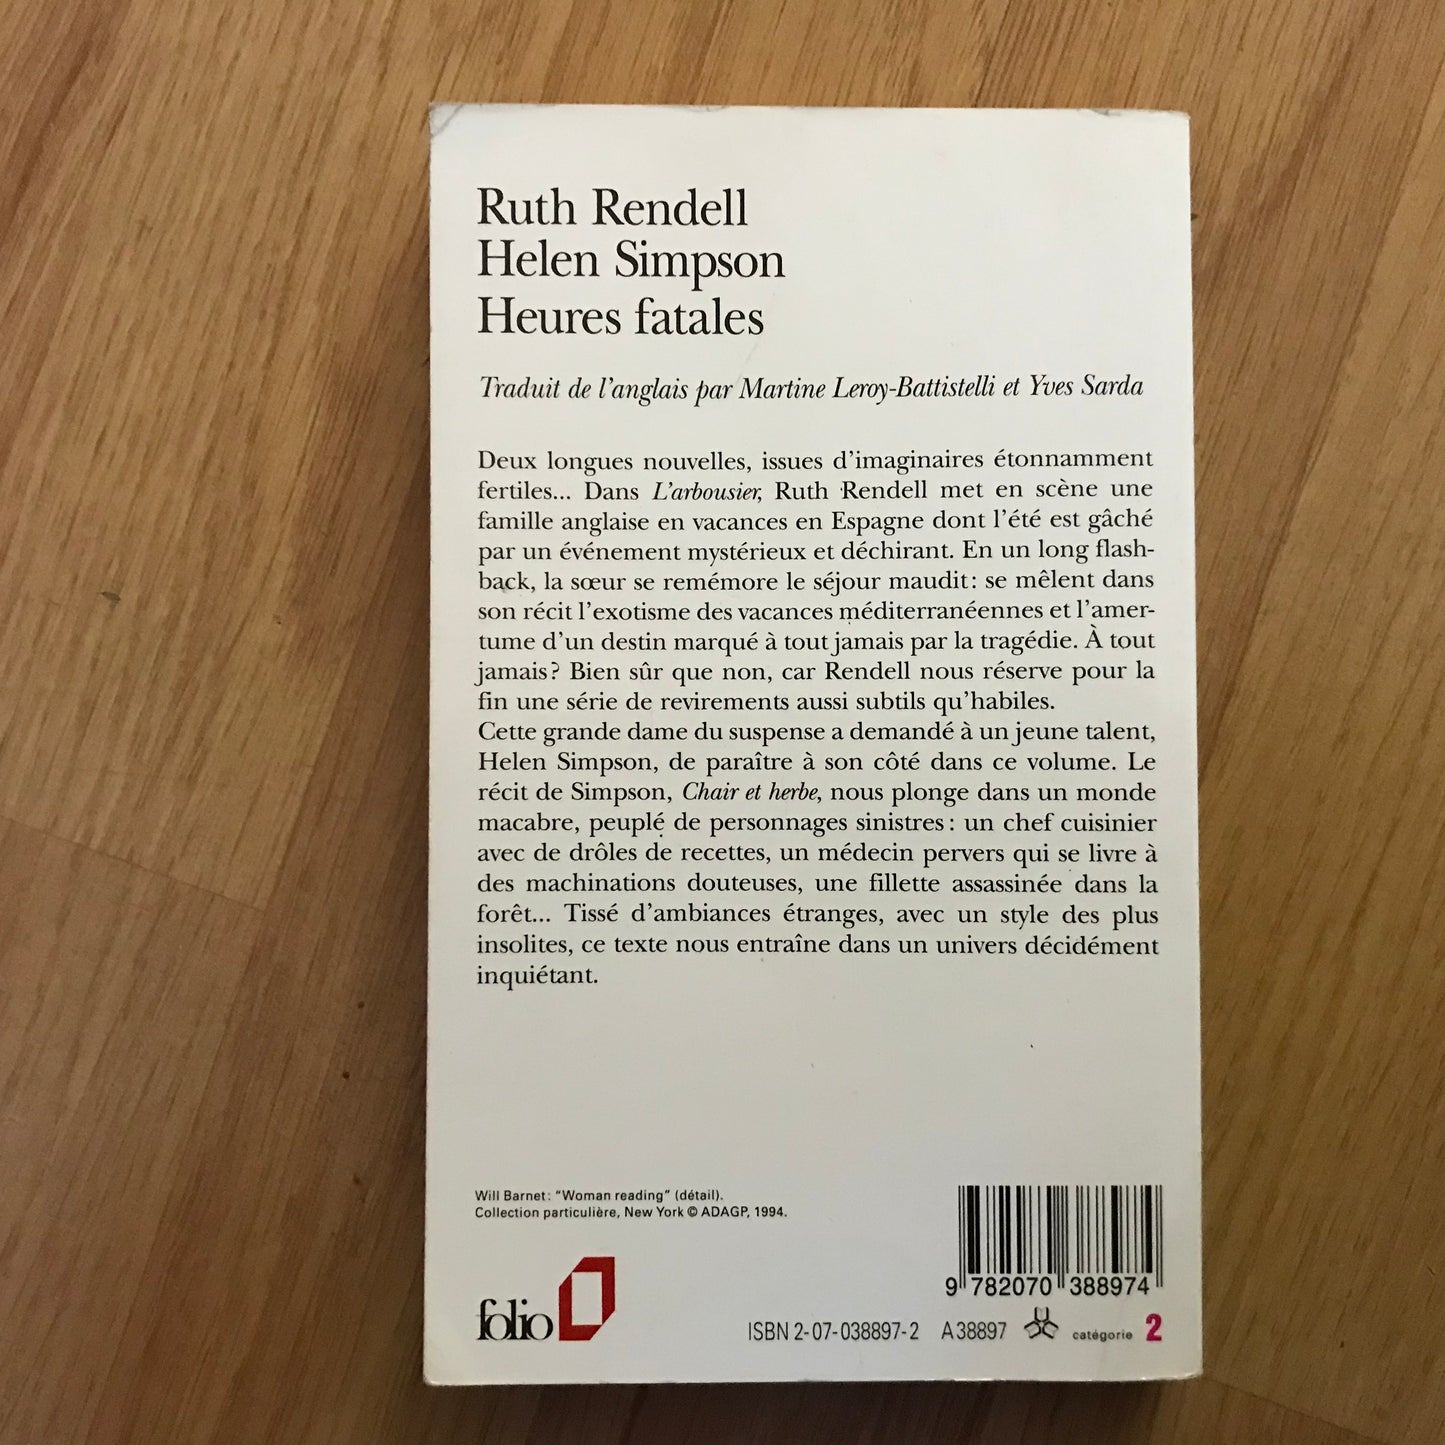 Ruth Rendell
Helen Simpson
Heures fatales
Traduit de l'anglais par Martine Leroy-Battistelli et Yves Sarda
Deux longues nouvelles, issues d'imaginaires étonnamment
fertiles... Dans L'arbousier, Ruth Rendell met en scène une
famille anglaise en vacances en Espagne dont l'été est gâché
par un événement mystérieux et déchirant. En un long flash-
back, la sœur se remémore le séjour maudit : se mêlent dans
son récit l'exotisme des vacances méditerranéennes et l'amer-
tume d'un destin marqué à tout jamais par la tragédie. À tout
jamais ? Bien sûr que non, car Rendell nous réserve pour la
fin une série de revirements aussi subtils qu'habiles.
Cette grande dame du suspense a demandé à un jeune talent,
Helen Simpson, de paraître à son côté dans ce volume. Le
récit de Simpson, Chair et herbe, nous plonge dans un monde
macabre, peuplé de personnages sinistres : un chef cuisinier
avec de drôles de recettes, un médecin pervers qui se livre à
des machinations douteuses, une fillette assassinée dans la
forêt... Tissé d'ambiances étranges, avec un style des plus
insolites, ce texte nous entraîne dans un univers décidément
inquiétant.
Will Barnet : "Woman reading" (détail).
Collection particulière, New York © ADAGP, 1994.
9 782070 388974
folio
ISBN 2-07-038897-2 A 38897 catégorie 2